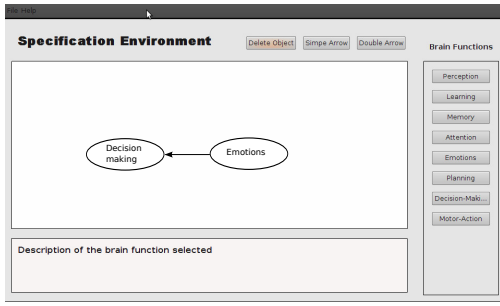 File Help
Specification Environment
Delete Object
Simpe Arrow
Double Arrow
Brain Functions
Perception
Learning
Memory
Attention
Emotions
Planning
Decision-Maki...
Motor-Action
Decision
making
Emotions
Description of the brain function selected